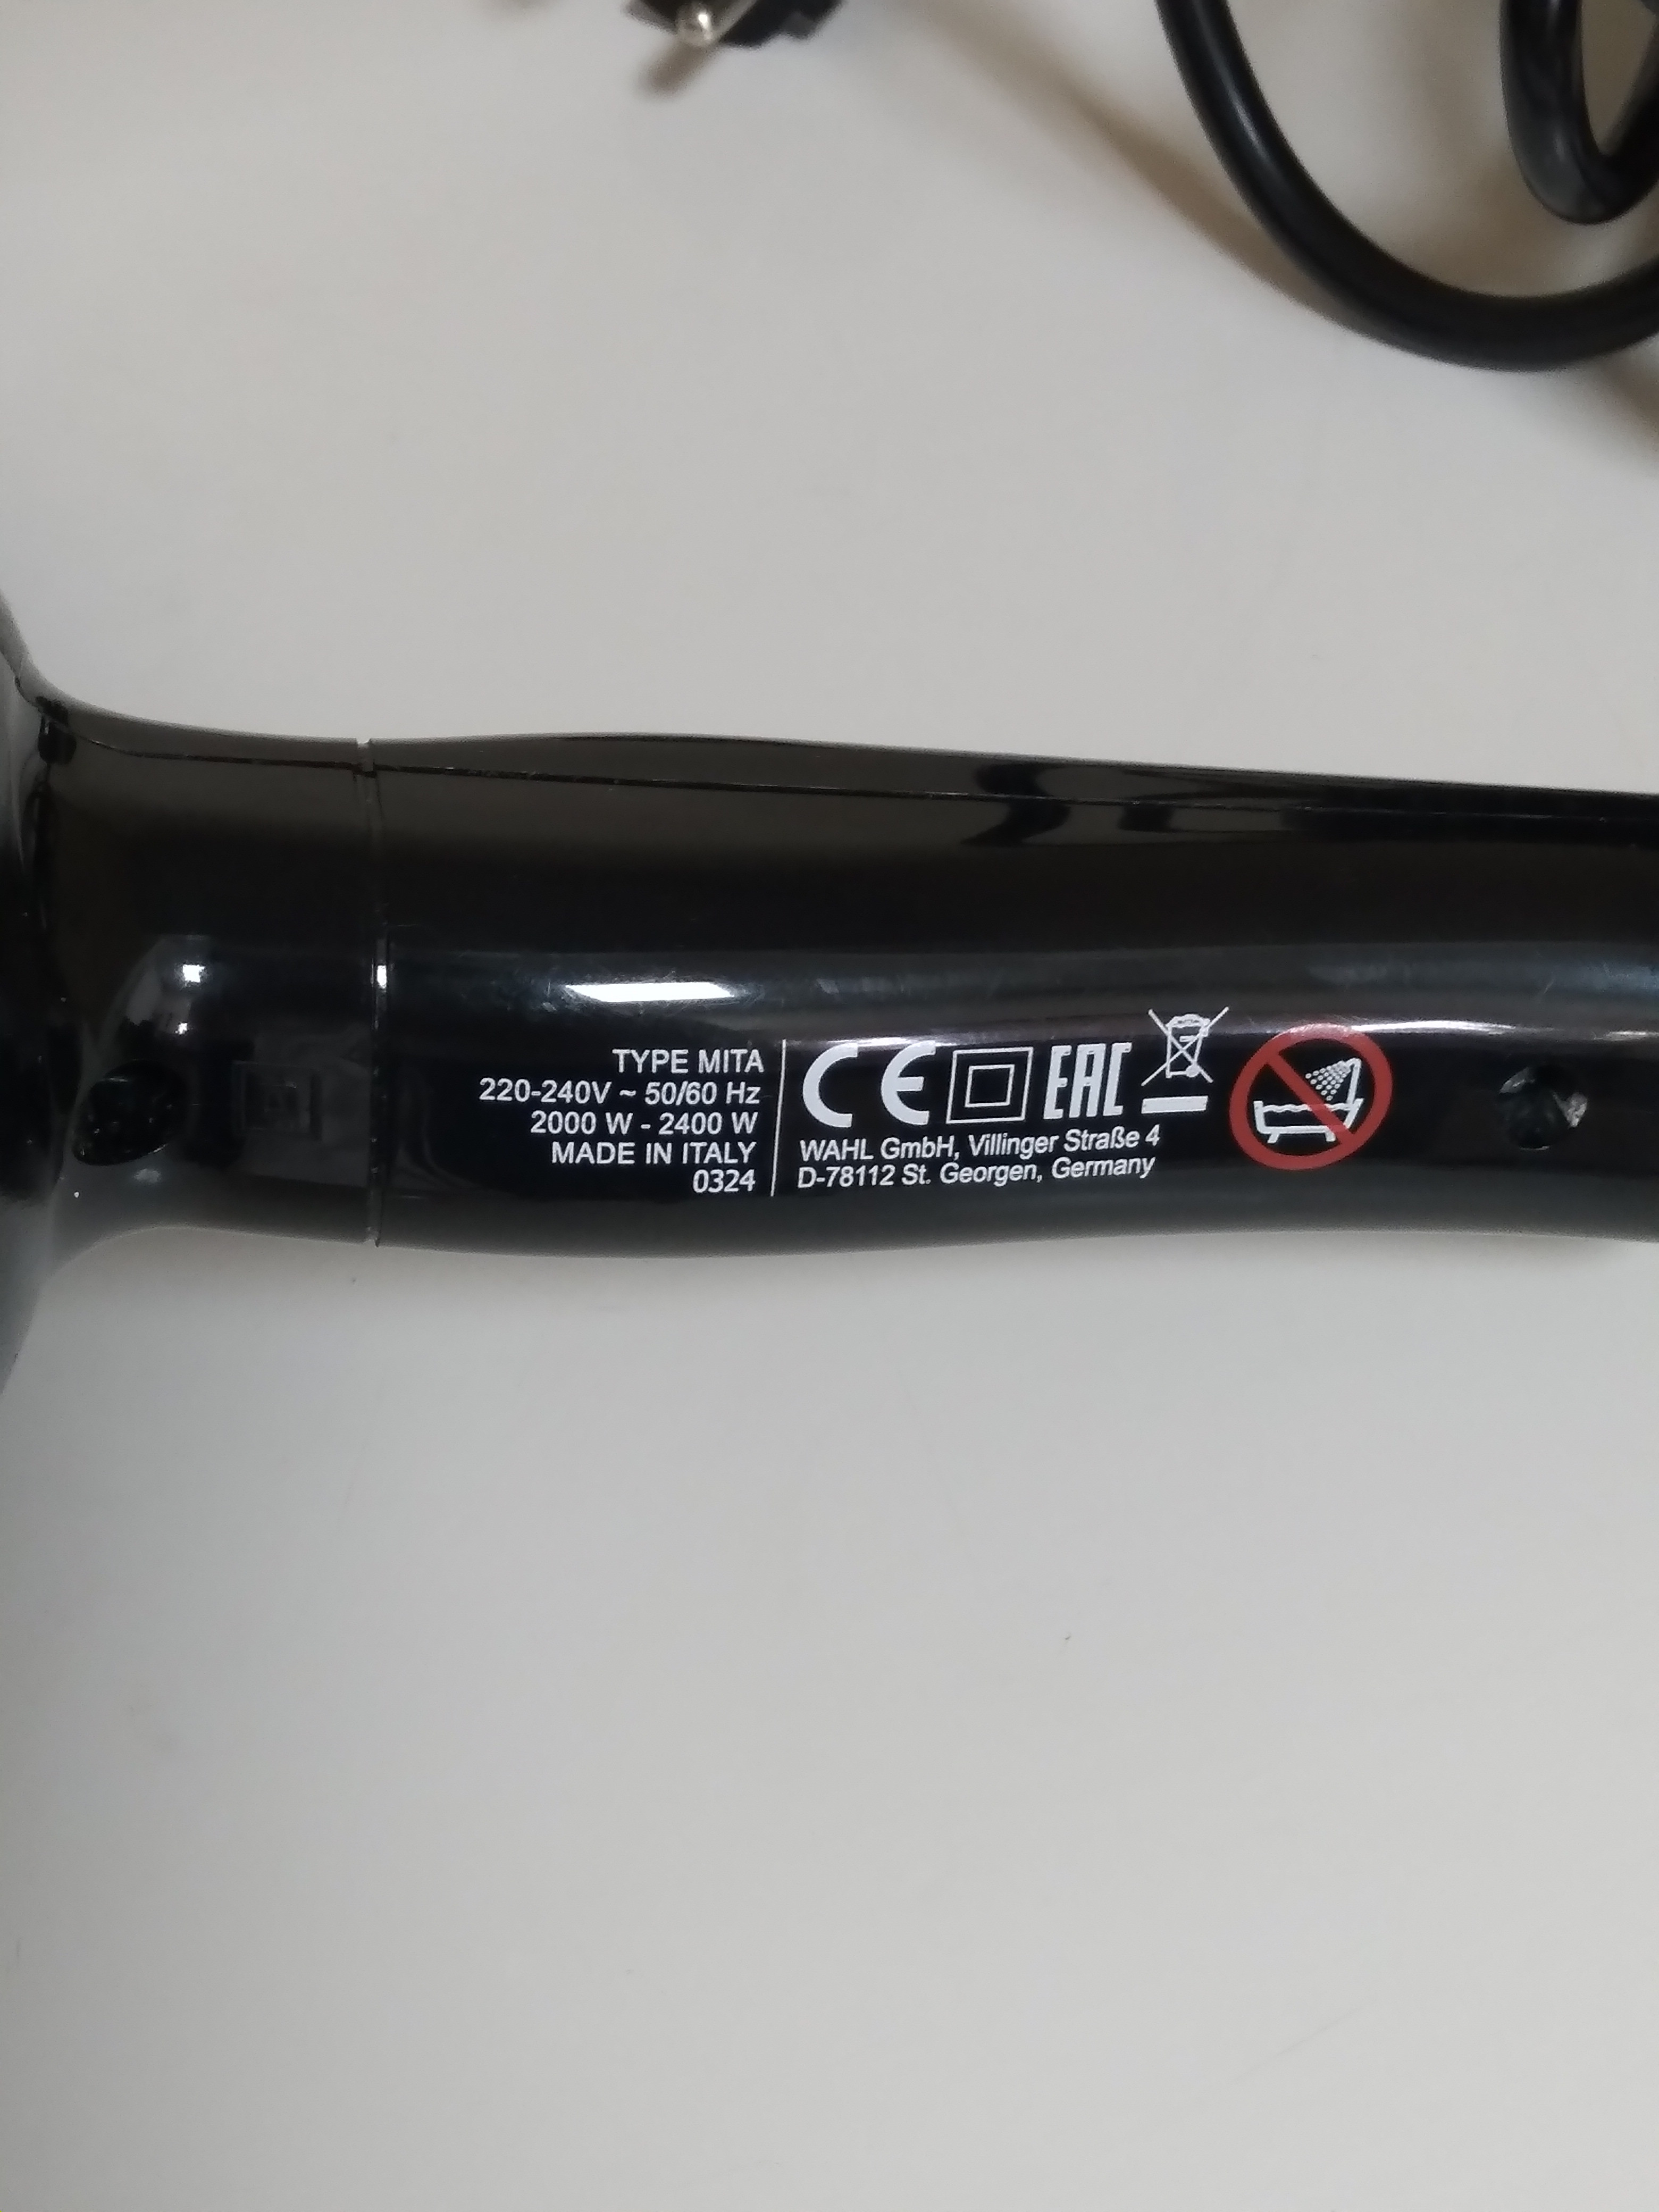 TYPE MITA
220-240V ~ 50/60 Hz
2000 W - 2400 W
MADE IN ITALY
0324
CE EAC
WAHL GmbH, Villinger Straße 4
D-78112 St. Georgen, Germany